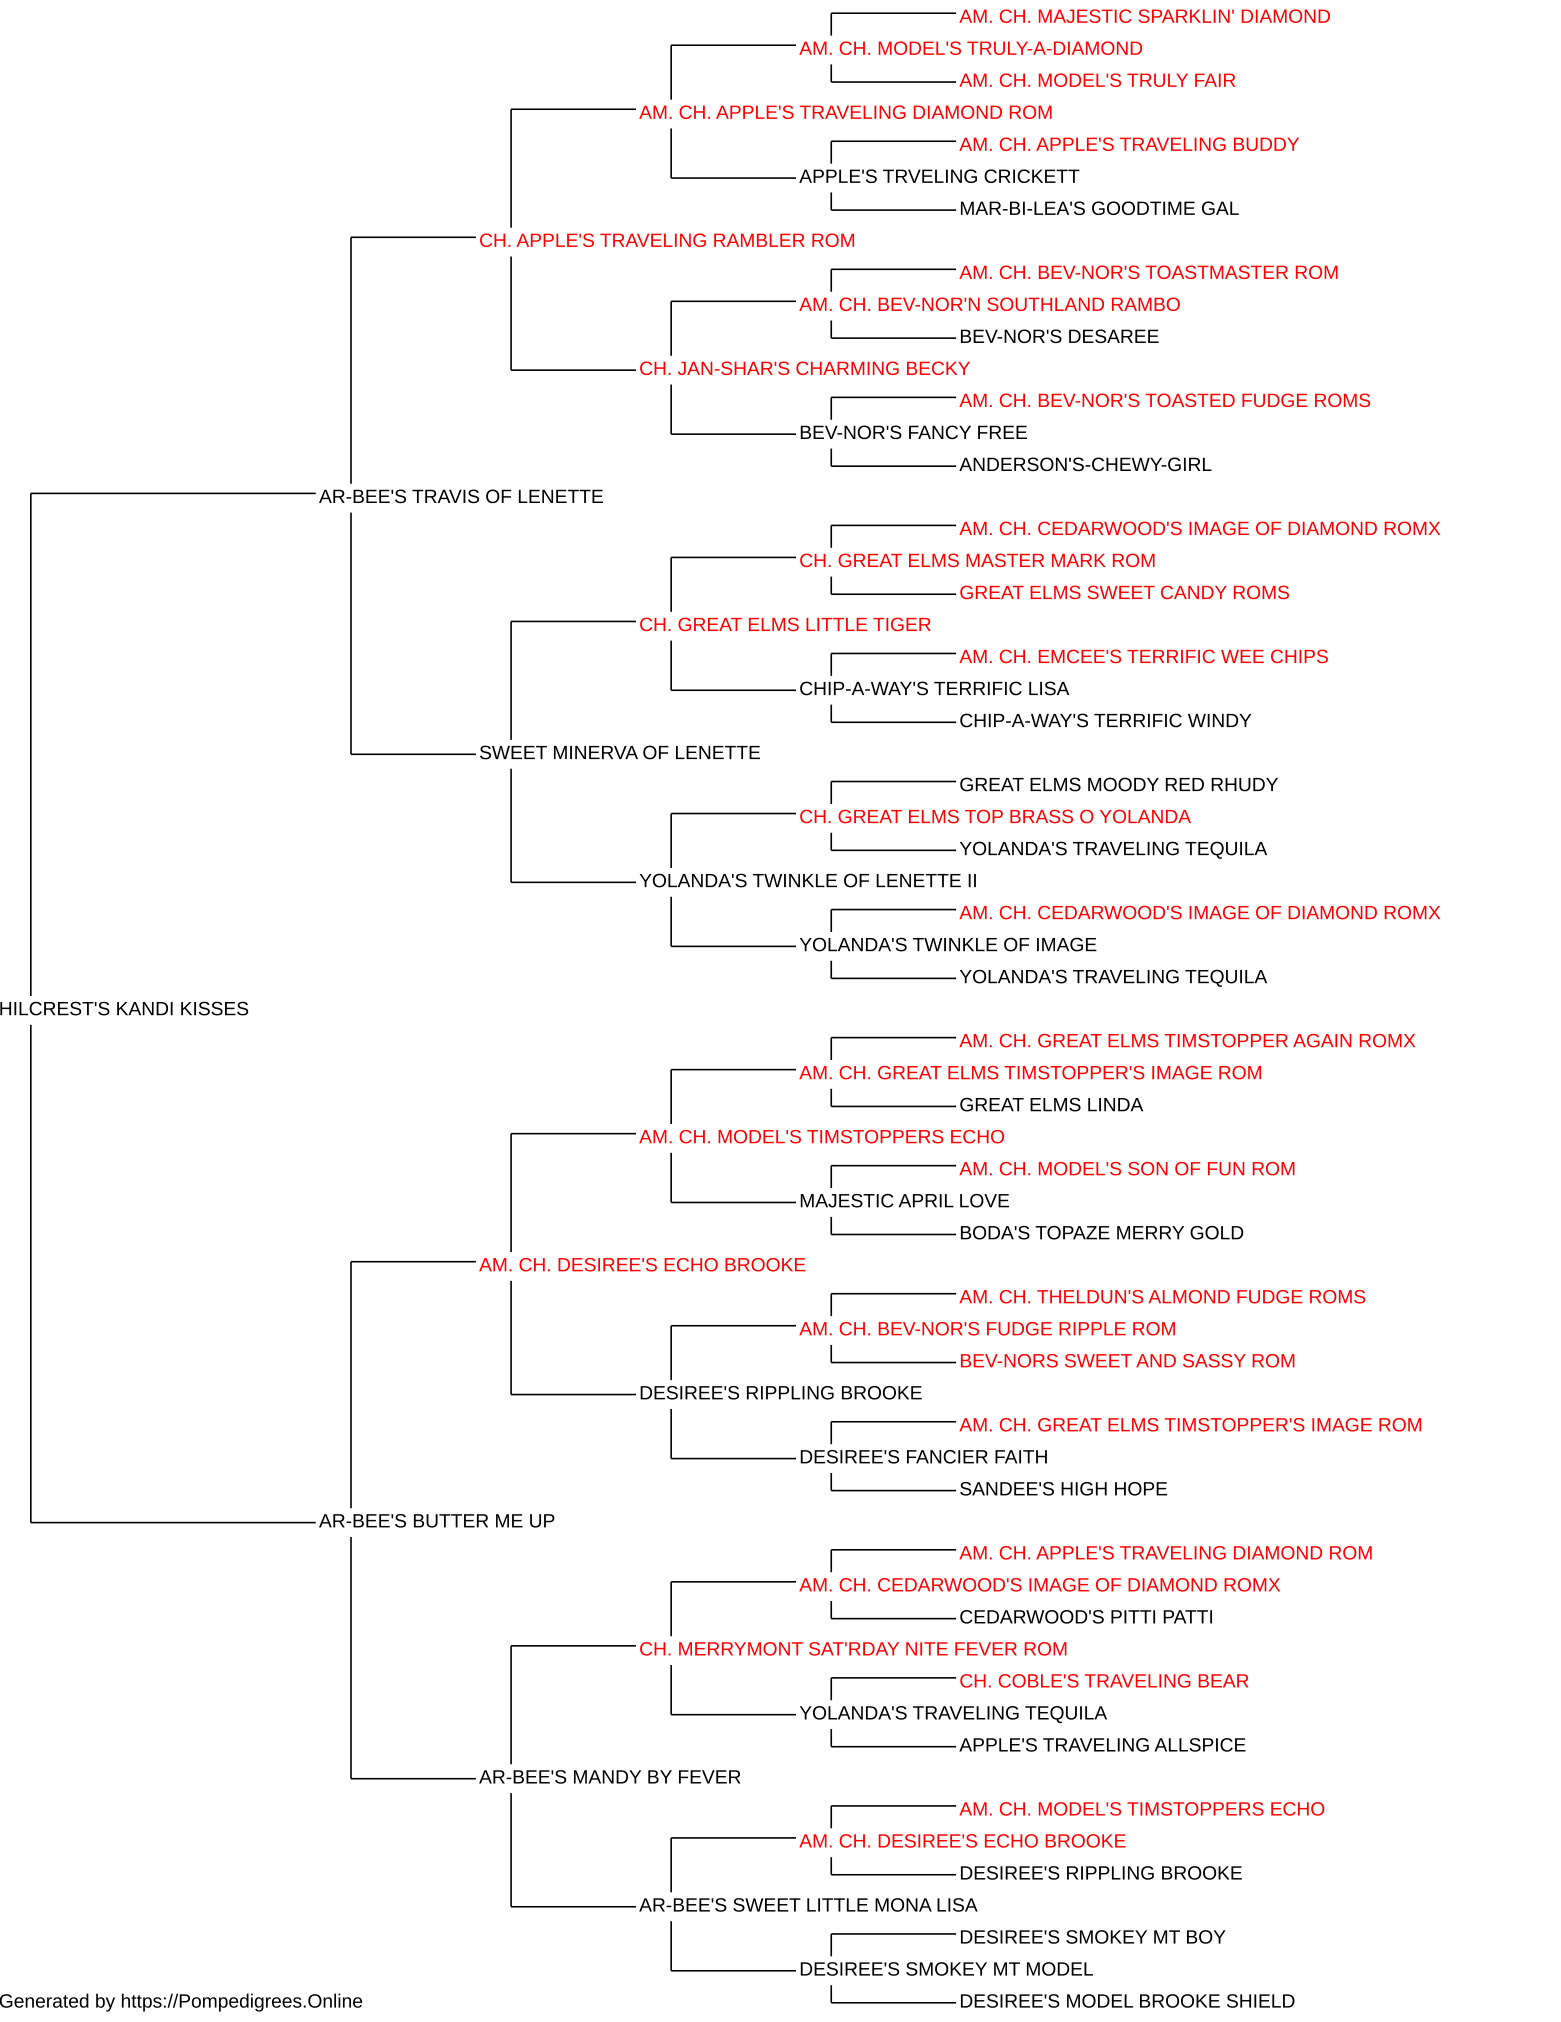 AM. CH. MAJESTIC SPARKLIN' DIAMOND
AM. CH. MODEL'S TRULY-A-DIAMOND
AM. CH. MODEL'S TRULY FAIR
AM. CH. APPLE'S TRAVELING DIAMOND ROM
AM. CH. APPLE'S TRAVELING BUDDY
APPLE'S TRVELING CRICKETT
MAR-BI-LEA'S GOODTIME GAL
CH. APPLE'S TRAVELING RAMBLER ROM
AM. CH. BEV-NOR'S TOASTMASTER ROM
AM. CH. BEV-NOR'N SOUTHLAND RAMBO
BEV-NOR'S DESAREE
CH. JAN-SHAR'S CHARMING BECKY
AM. CH. BEV-NOR'S TOASTED FUDGE ROMS
BEV-NOR'S FANCY FREE
ANDERSON'S-CHEWY-GIRL
AR-BEE'S TRAVIS OF LENETTE
AM. CH. CEDARWOOD'S IMAGE OF DIAMOND ROMX
CH. GREAT ELMS MASTER MARK ROM
GREAT ELMS SWEET CANDY ROMS
CH. GREAT ELMS LITTLE TIGER
AM. CH. EMCEE'S TERRIFIC WEE CHIPS
CHIP-A-WAY'S TERRIFIC LISA
CHIP-A-WAY'S TERRIFIC WINDY
SWEET MINERVA OF LENETTE
GREAT ELMS MOODY RED RHUDY
CH. GREAT ELMS TOP BRASS O YOLANDA
YOLANDA'S TRAVELING TEQUILA
YOLANDA'S TWINKLE OF LENETTE II
AM. CH. CEDARWOOD'S IMAGE OF DIAMOND ROMX
YOLANDA'S TWINKLE OF IMAGE
YOLANDA'S TRAVELING TEQUILA
HILCREST'S KANDI KISSES
AM. CH. GREAT ELMS TIMSTOPPER AGAIN ROMX
AM. CH. GREAT ELMS TIMSTOPPER'S IMAGE ROM
GREAT ELMS LINDA
AM. CH. MODEL'S TIMSTOPPERS ECHO
AM. CH. MODEL'S SON OF FUN ROM
MAJESTIC APRIL LOVE
BODA'S TOPAZE MERRY GOLD
AM. CH. DESIREE'S ECHO BROOKE
AM. CH. THELDUN'S ALMOND FUDGE ROMS
AM. CH. BEV-NOR'S FUDGE RIPPLE ROM
BEV-NORS SWEET AND SASSY ROM
DESIREE'S RIPPLING BROOKE
AM. CH. GREAT ELMS TIMSTOPPER'S IMAGE ROM
DESIREE'S FANCIER FAITH
SANDEE'S HIGH HOPE
AR-BEE'S BUTTER ME UP
AM. CH. APPLE'S TRAVELING DIAMOND ROM
AM. CH. CEDARWOOD'S IMAGE OF DIAMOND ROMX
CEDARWOOD'S PITTI PATTI
CH. MERRYMONT SAT'RDAY NITE FEVER ROM
CH. COBLE'S TRAVELING BEAR
YOLANDA'S TRAVELING TEQUILA
APPLE'S TRAVELING ALLSPICE
AR-BEE'S MANDY BY FEVER
AM. CH. MODEL'S TIMSTOPPERS ECHO
AM. CH. DESIREE'S ECHO BROOKE
DESIREE'S RIPPLING BROOKE
AR-BEE'S SWEET LITTLE MONA LISA
DESIREE'S SMOKEY MT BOY
DESIREE'S SMOKEY MT MODEL
DESIREE'S MODEL BROOKE SHIELD
Generated by https://Pompedigrees.Online